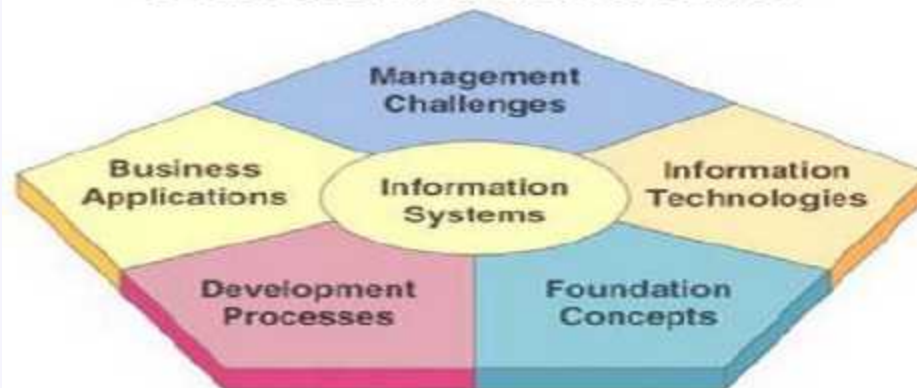 Management
Challenges
Business
Applications
Information
Systems
Information
Technologies
Development
Processes
Foundation
Concepts